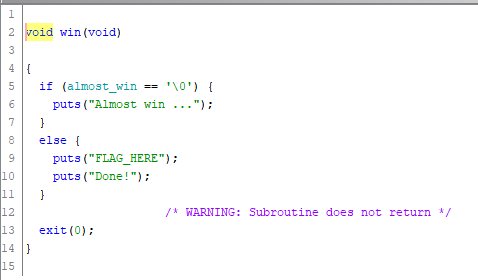 1
2 void win(void)
3
4 {
5 if (almost_win == '\0') {
6 puts("Almost win ...");
7 }
8 else {
9 puts("FLAG_HERE");
10 puts("Done!");
11 }
12 /* WARNING: Subroutine does not return */
13 exit(0);
14 }
15